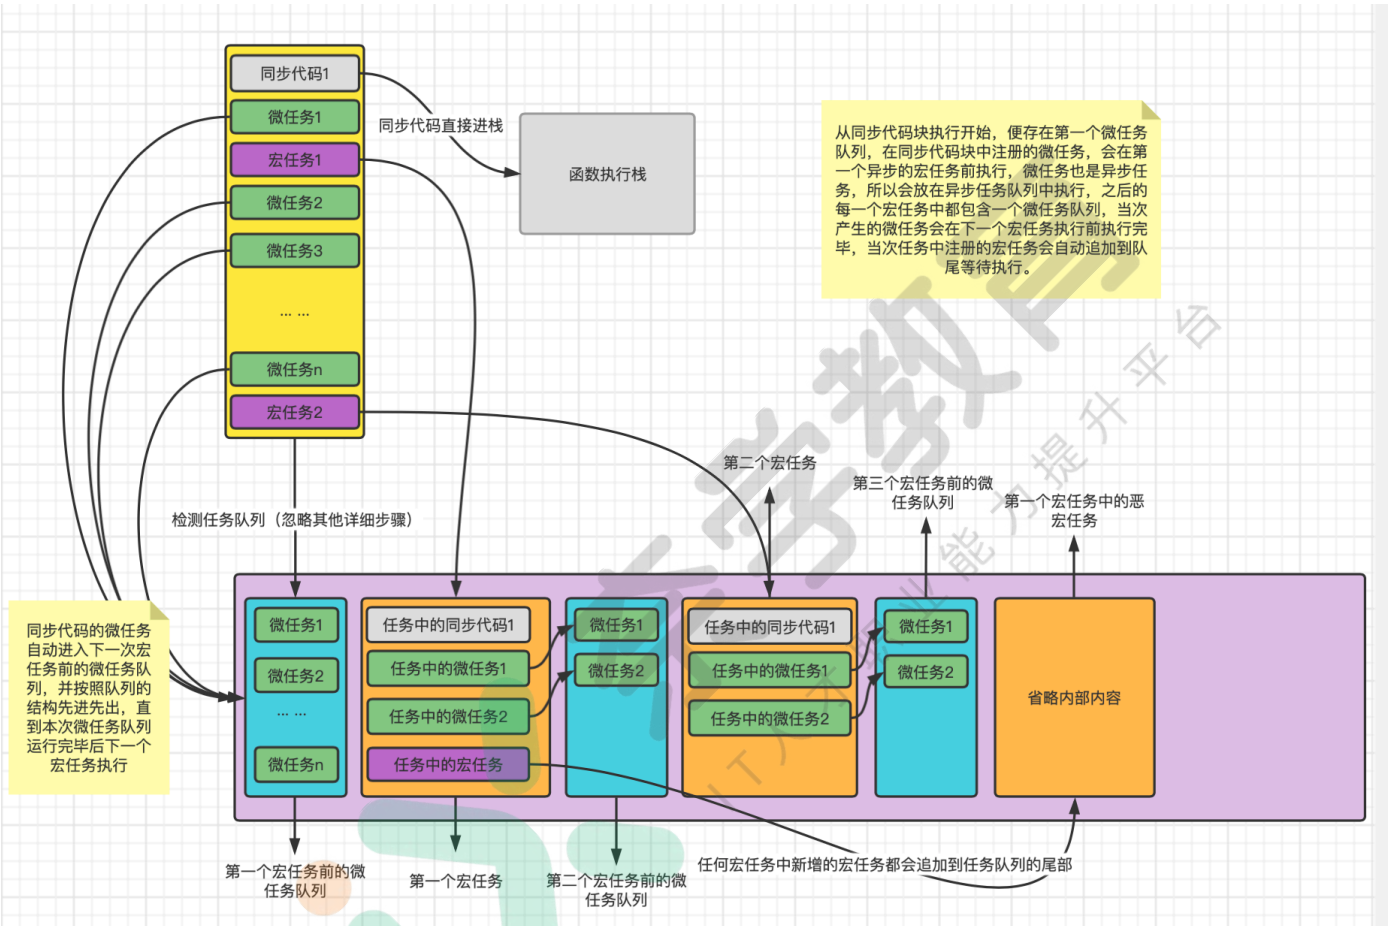 同步代码1
微任务1
宏任务1
微任务2
微任务3
... ...
微任务n
宏任务2
同步代码直接进栈
函数执行栈
从同步代码块执行开始，便存在第一个微任务
队列，在同步代码块中注册的微任务，会在第
一个异步的宏任务前执行，微任务也是异步任
务，所以会放在异步任务队列中执行，之后的
每一个宏任务中都包含一个微任务队列，当次
产生的微任务会在下一个宏任务执行前执行完
毕，当次任务中注册的宏任务会自动追加到队
尾等待执行。
检测任务队列（忽略其他详细步骤）
第二个宏任务
第三个宏任务前的微
任务队列
第一个宏任务中的恶
宏任务
同步代码的微任务
自动进入下一次宏
任务前的微任务队
列，并按照队列的
结构先进先出，直
到本次微任务队列
运行完毕后下一个
宏任务执行
微任务1
微任务2
... ...
微任务n
任务中的同步代码1
任务中的微任务1
任务中的微任务2
任务中的宏任务
微任务1
微任务2
任务中的同步代码1
任务中的微任务1
任务中的微任务2
微任务1
微任务2
省略内部内容
第一个宏任务前的微
任务队列
第一个宏任务
第二个宏任务前的微
任务队列
任何宏任务中新增的宏任务都会追加到任务队列的尾部
学教育
IT人才职业能力提升平台